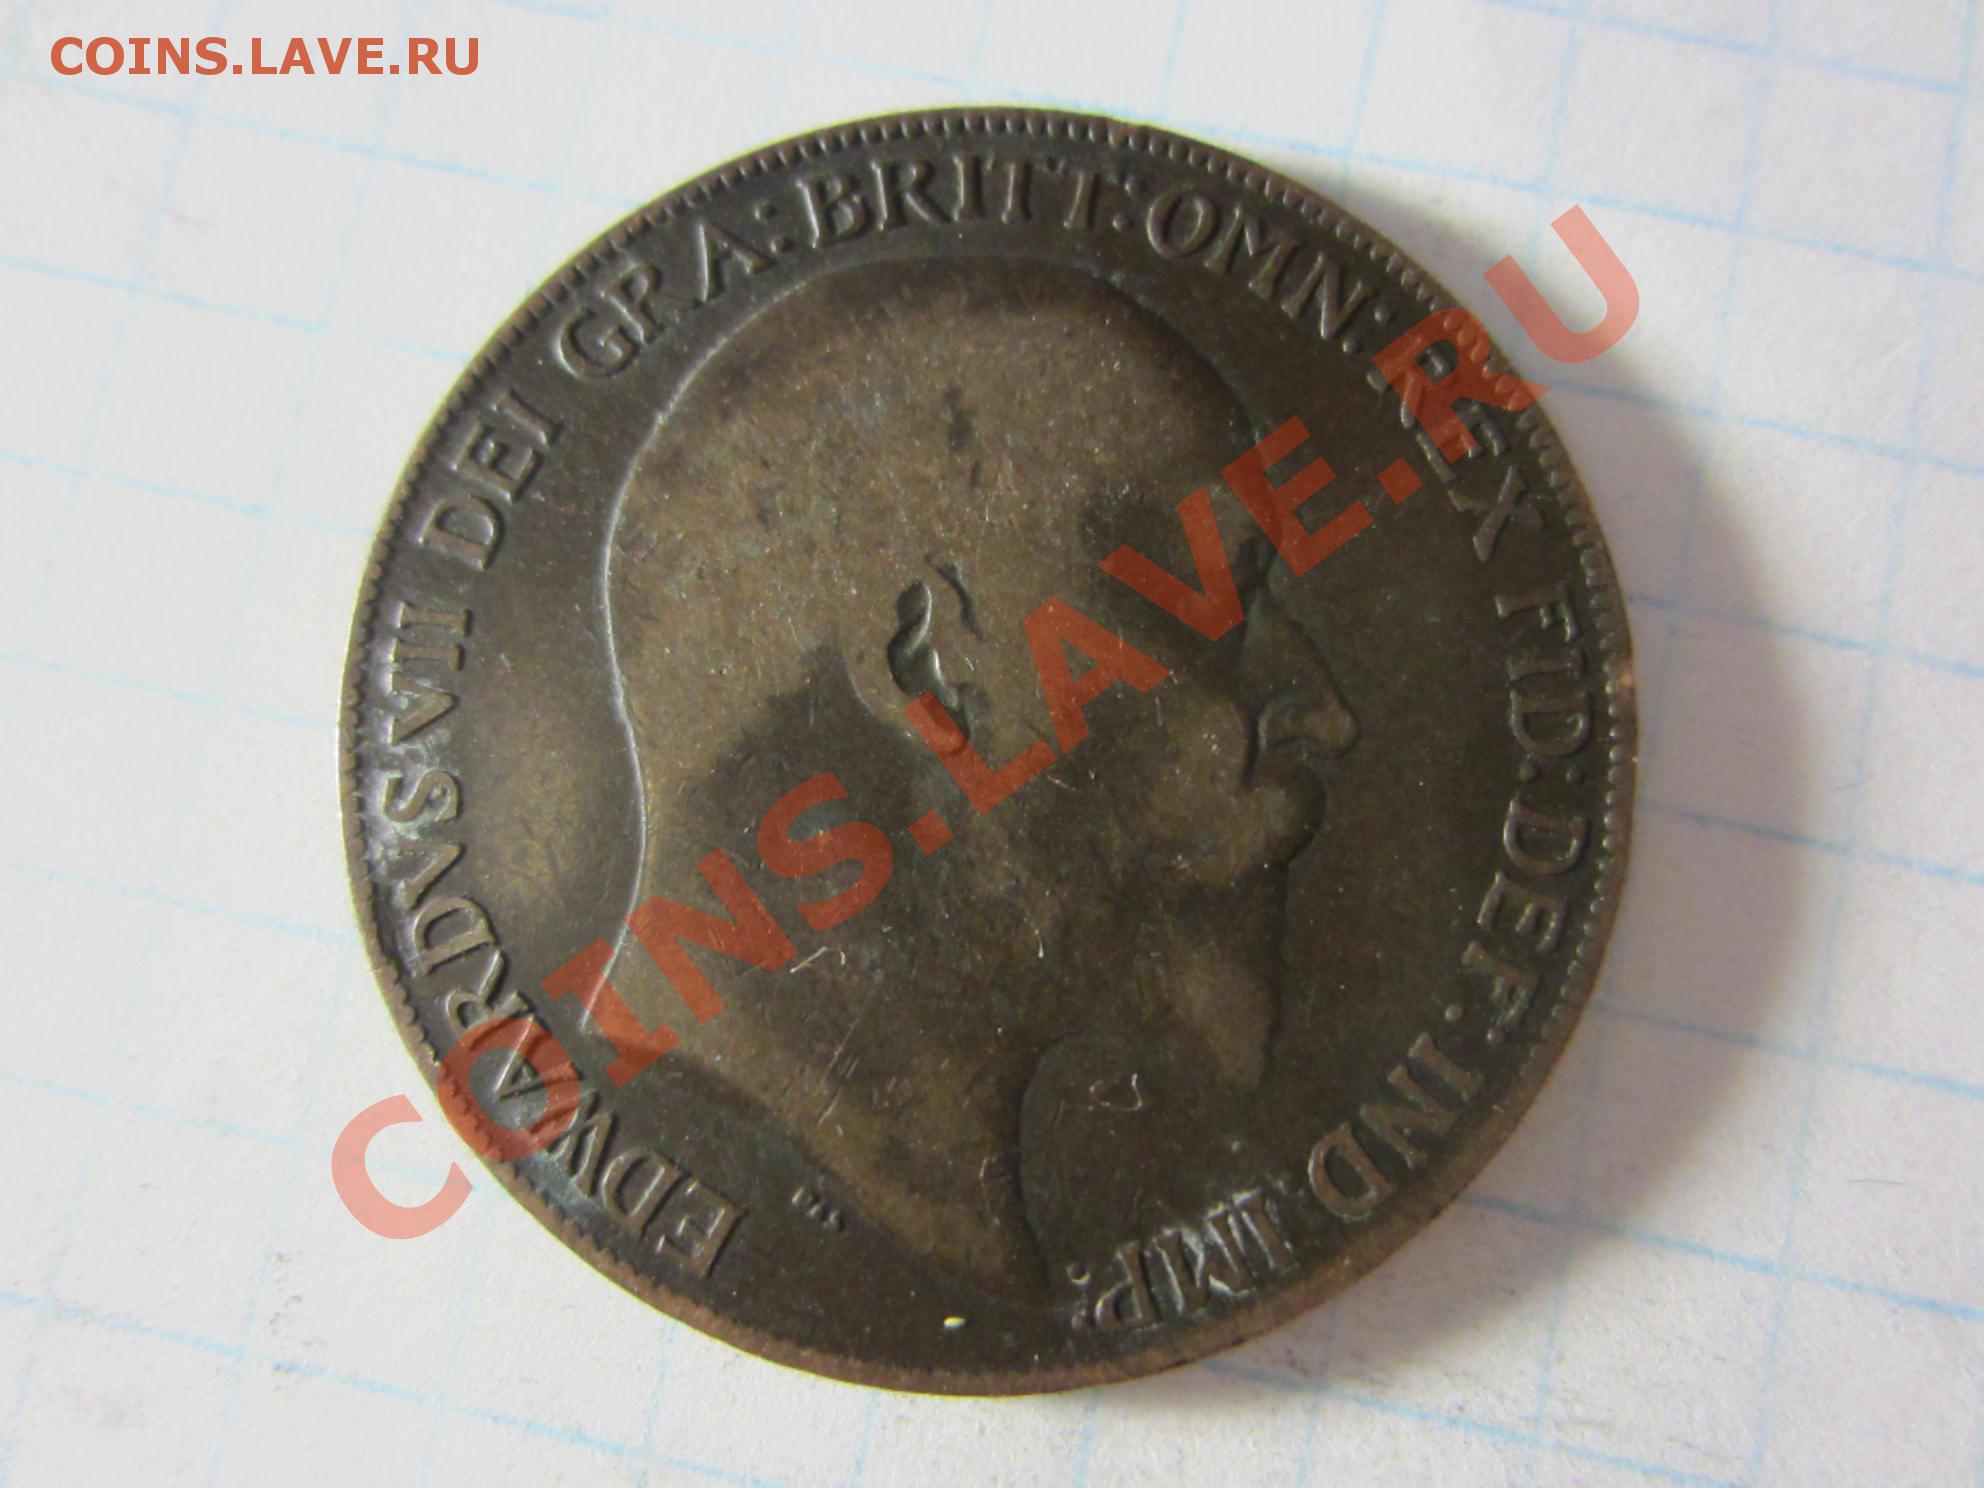 COINS.LAVE.RU
EDWARDVS VII DEI GRA: BRITT: OMN: REX FID: DEF: IND: IMP:
COINS.LAVE.RU